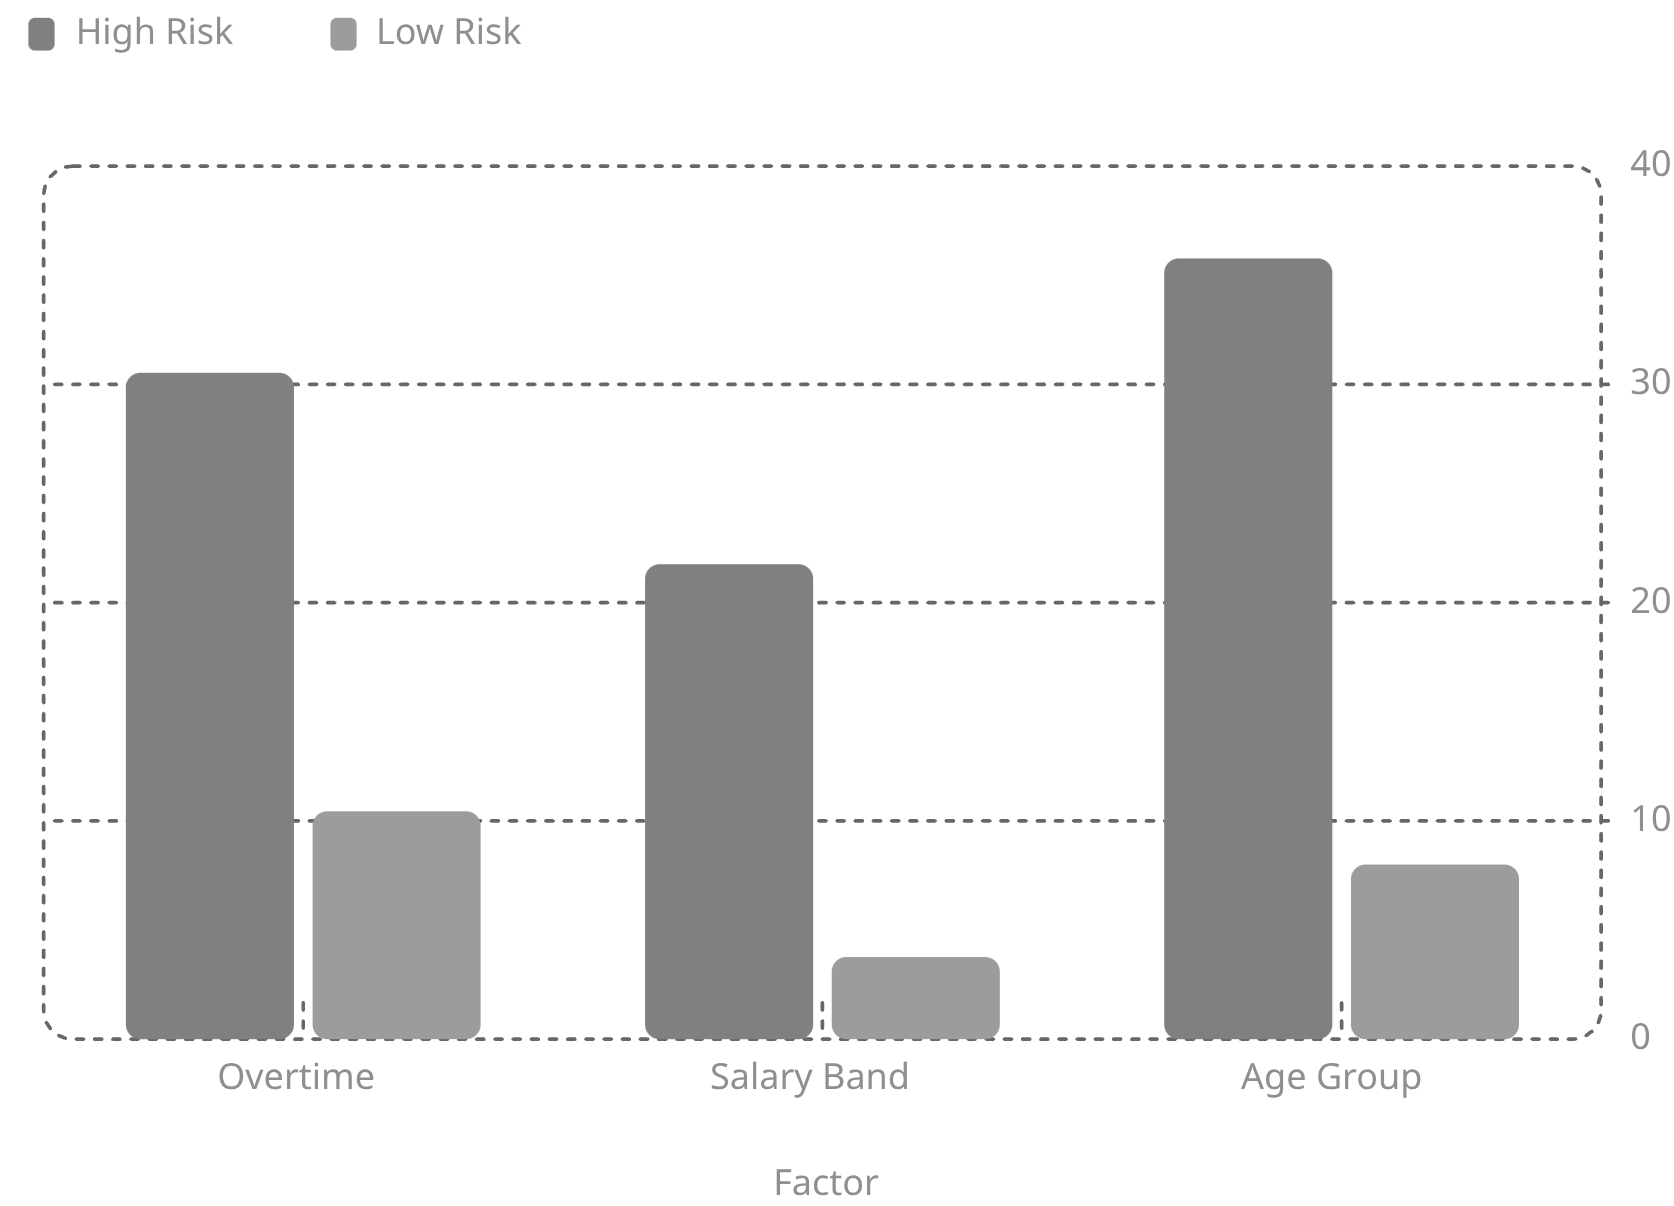 High Risk
Low Risk
40
30
20
10
0
Overtime
Salary Band
Age Group
Factor